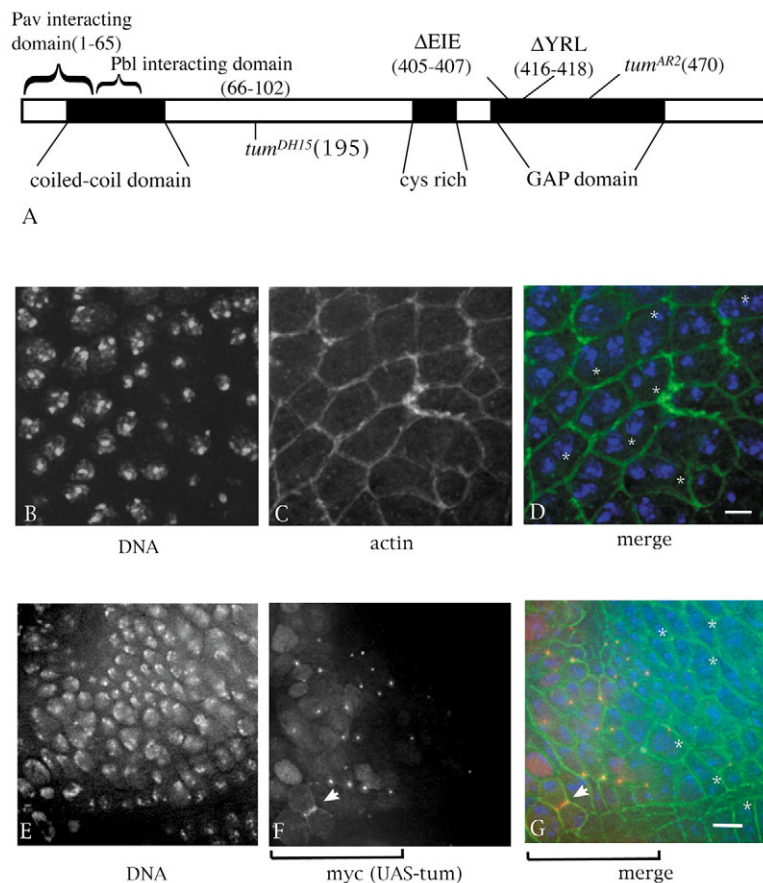 Pav interacting
domain(1-65)
Pbl interacting domain
(66-102)
ΔEIE
(405-407)
ΔYRL
(416-418)
tumAR2(470)
tumDH15(195)
coiled-coil domain
cys rich
GAP domain
A
B
C
D
* * * * * * *
DNA
actin
merge
E
F
G
* * * * * *
DNA
myc (UAS-tum)
merge